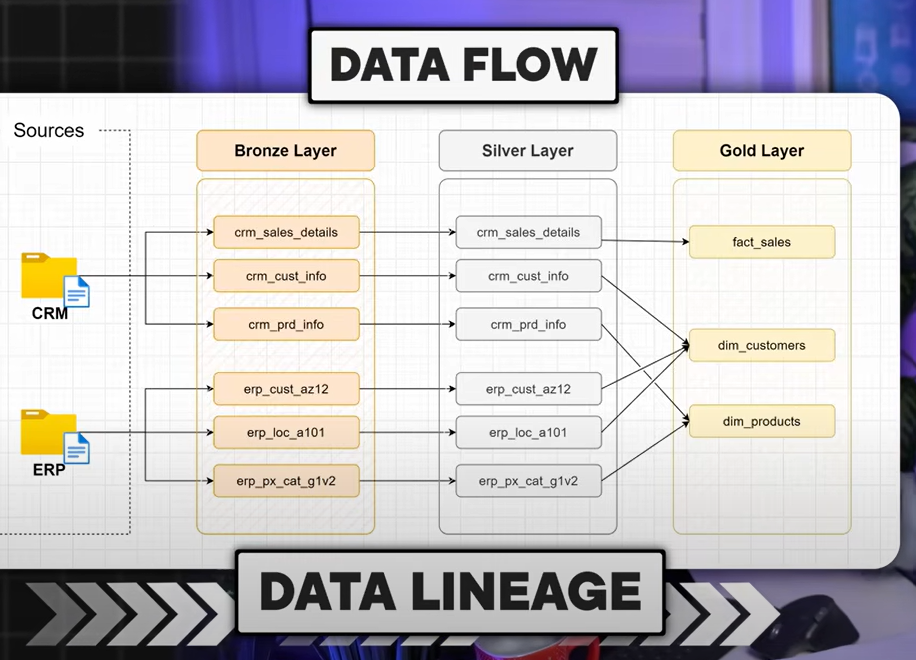 DATA FLOW
Sources
Bronze Layer
Silver Layer
Gold Layer
crm_sales_details
crm_sales_details
fact_sales
crm_cust_info
crm_cust_info
CRM
crm_prd_info
crm_prd_info
dim_customers
erp_cust_az12
erp_cust_az12
dim_products
erp_loc_a101
erp_loc_a101
ERP
erp_px_cat_g1v2
erp_px_cat_g1v2
DATA LINEAGE